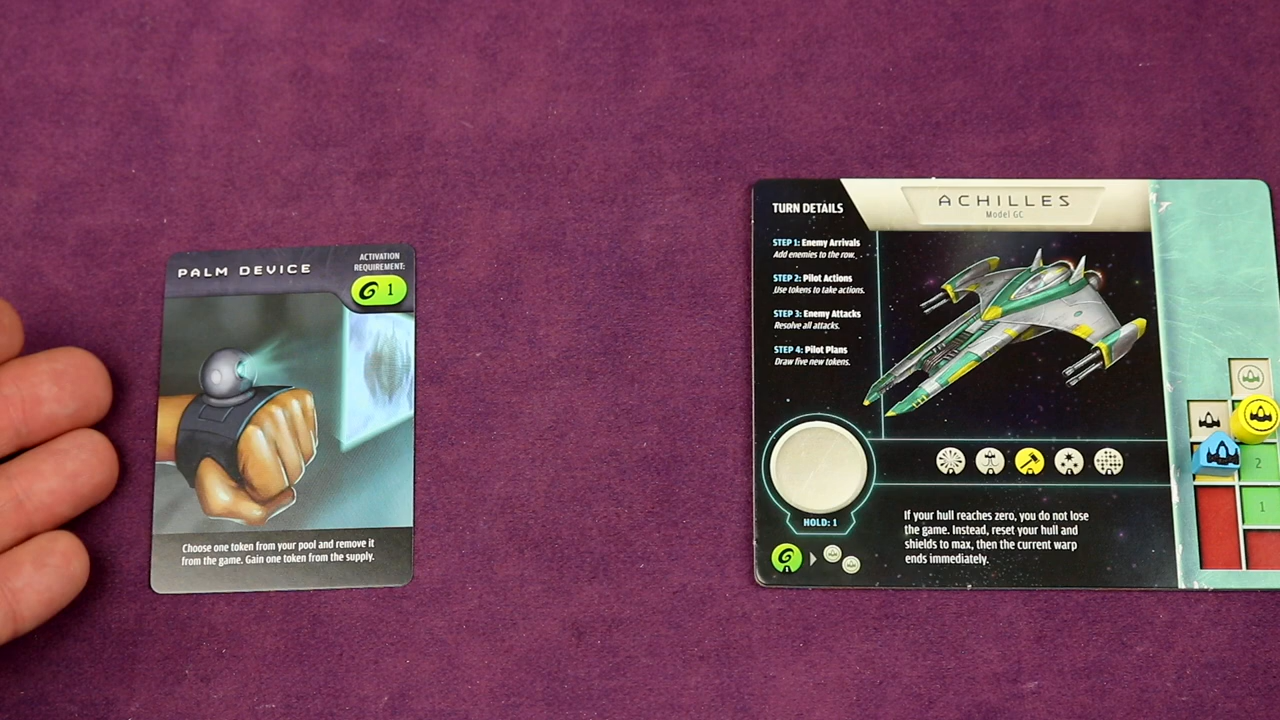 PALM DEVICE
ACTIVATION
REQUIREMENT:
1
Choose one token from your pool and remove it
from the game. Gain one token from the supply.
TURN DETAILS
STEP 1: Enemy Arrivals
Add enemies to the row.
STEP 2: Pilot Actions
Use tokens to take actions.
STEP 3: Enemy Attacks
Resolve all attacks.
STEP 4: Pilot Plans
Draw five new tokens.
ACHILLES
Model GC
HOLD: 1
If your hull reaches zero, you do not lose
the game. Instead, reset your hull and
shields to max, then the current warp
ends immediately.
2
1